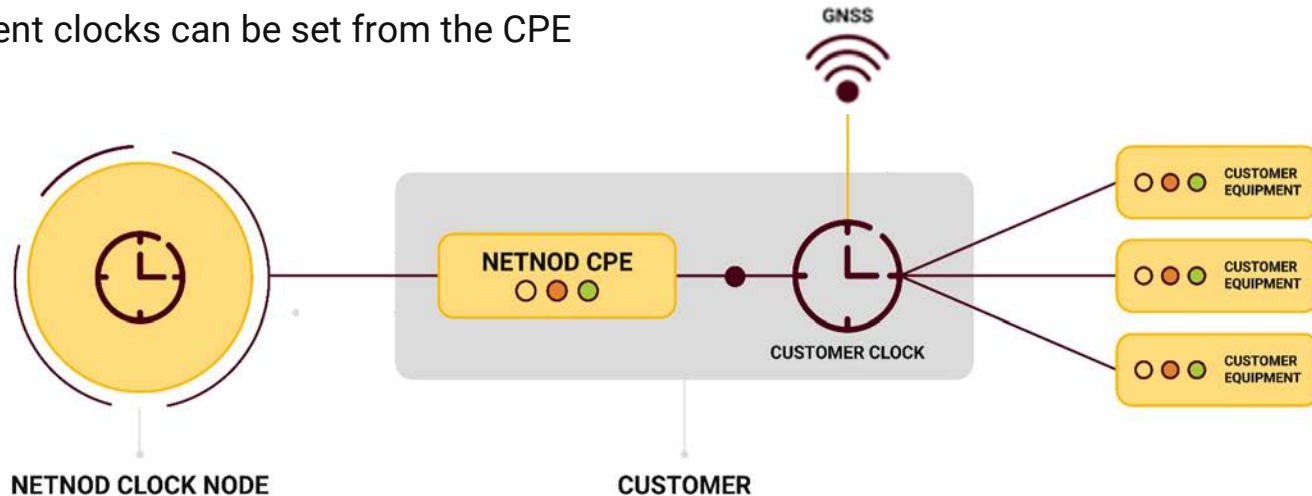 ent clocks can be set from the CPE
GNSS
CUSTOMER
EQUIPMENT
NETNOD CPE
CUSTOMER
EQUIPMENT
CUSTOMER CLOCK
CUSTOMER
EQUIPMENT
NETNOD CLOCK NODE
CUSTOMER